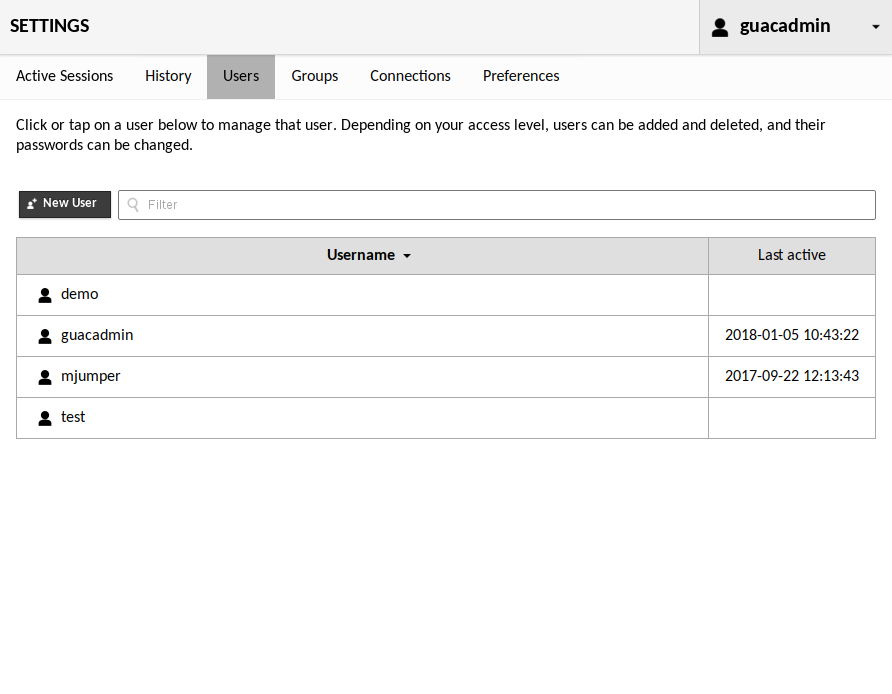 SETTINGS
guacadmin
Active Sessions History Users Groups Connections Preferences
Click or tap on a user below to manage that user. Depending on your access level, users can be added and deleted, and their
passwords can be changed.
New User Filter
Username Last active
demo
guacadmin 2018-01-05 10:43:22
mjumper 2017-09-22 12:13:43
test